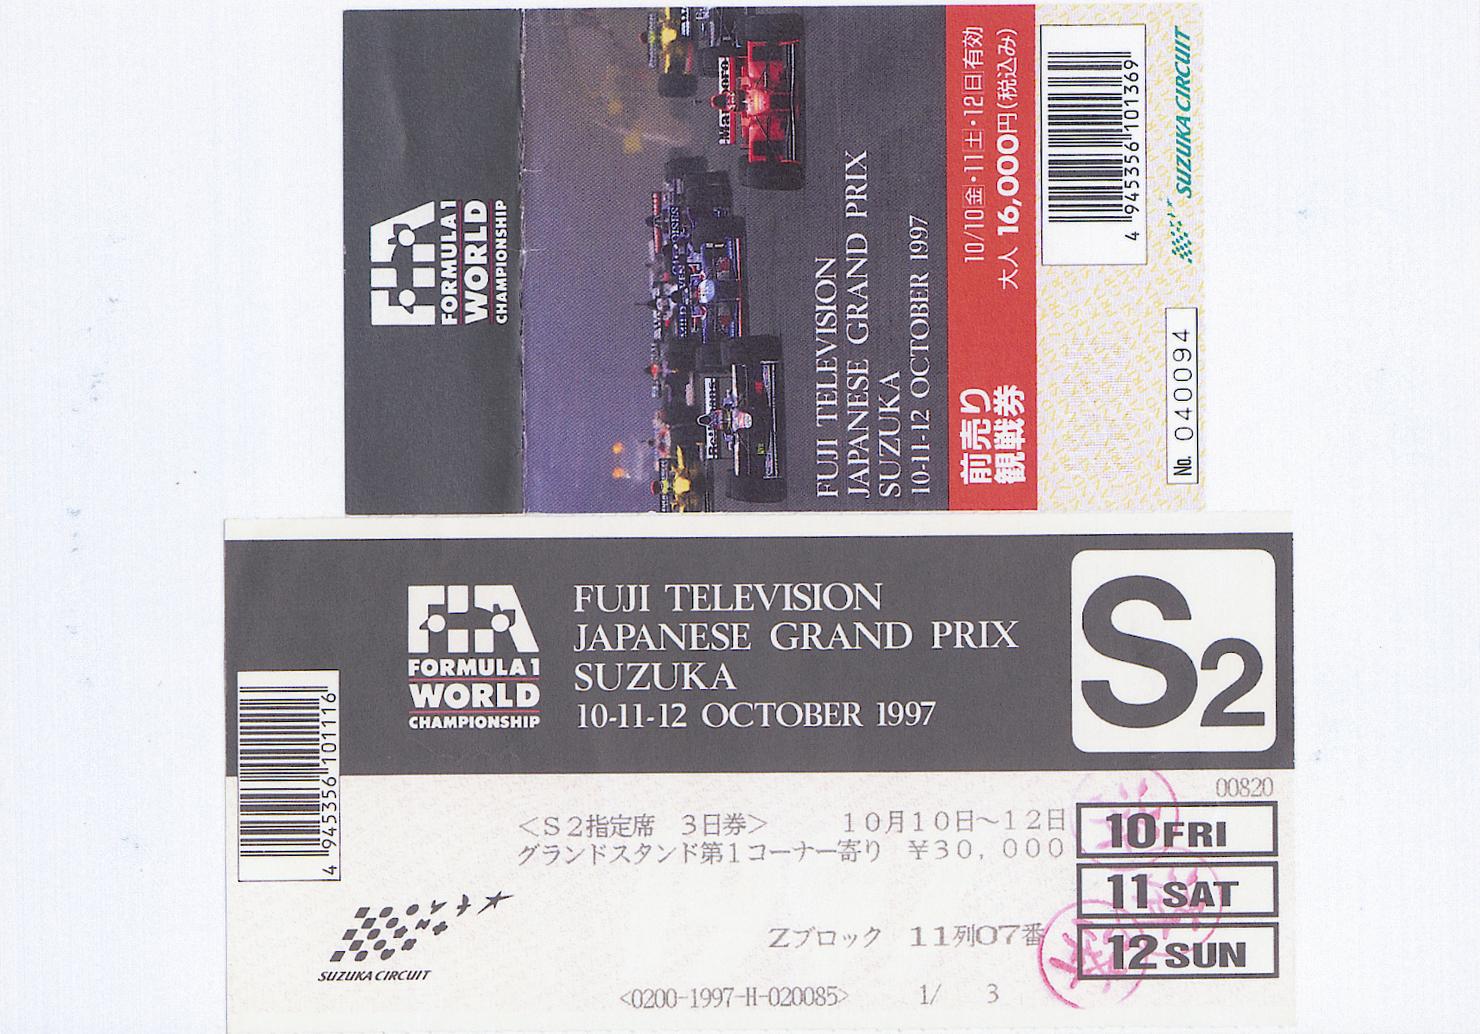 FORMULA 1
WORLD
CHAMPIONSHIP
FUJI TELEVISION
JAPANESE GRAND PRIX
SUZUKA
10-11-12 OCTOBER 1997
前売り
観戦券
10/10金・11土・12日有効
大人 16,000円(税込み)
4 945356 101369
SUZUKA CIRCUIT
No. 040094
Marlboro
FORMULA 1
WORLD
CHAMPIONSHIP
FUJI TELEVISION
JAPANESE GRAND PRIX
SUZUKA
10-11-12 OCTOBER 1997
S2
4 945356 101116
00820
<S2指定席 3日券> 10月10日~12日
グランドスタンド第1コーナー寄り ¥30,000
10 FRI
11 SAT
12 SUN
Zブロック 11列07番
SUZUKA CIRCUIT
<0200-1997-H-020085> 1/ 3